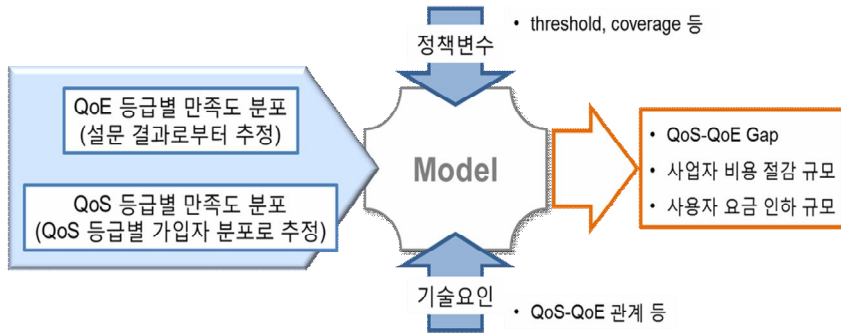 정책변수
• threshold, coverage 등
QoE 등급별 만족도 분포
(설문 결과로부터 추정)
QoS 등급별 만족도 분포
(QoS 등급별 가입자 분포로 추정)
Model
• QoS-QoE Gap
• 사업자 비용 절감 규모
• 사용자 요금 인하 규모
기술요인
• QoS-QoE 관계 등